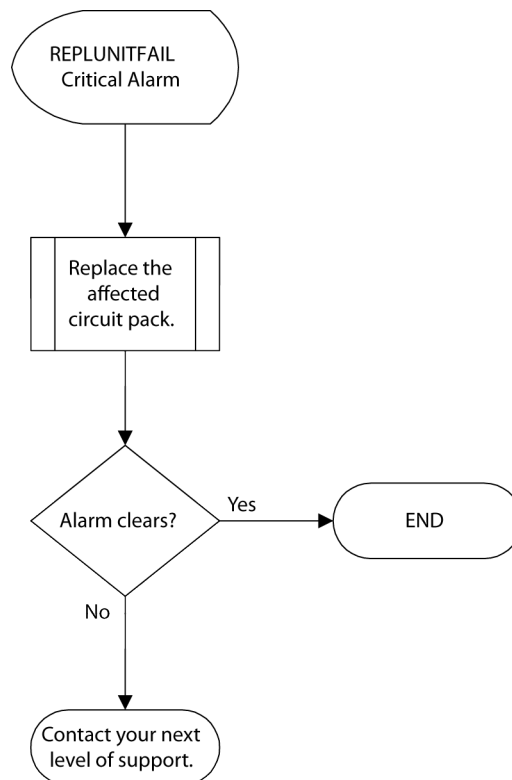 REPLUNITFAIL
Critical Alarm
Replace the
affected
circuit pack.
Alarm clears?
Yes
END
No
Contact your next
level of support.